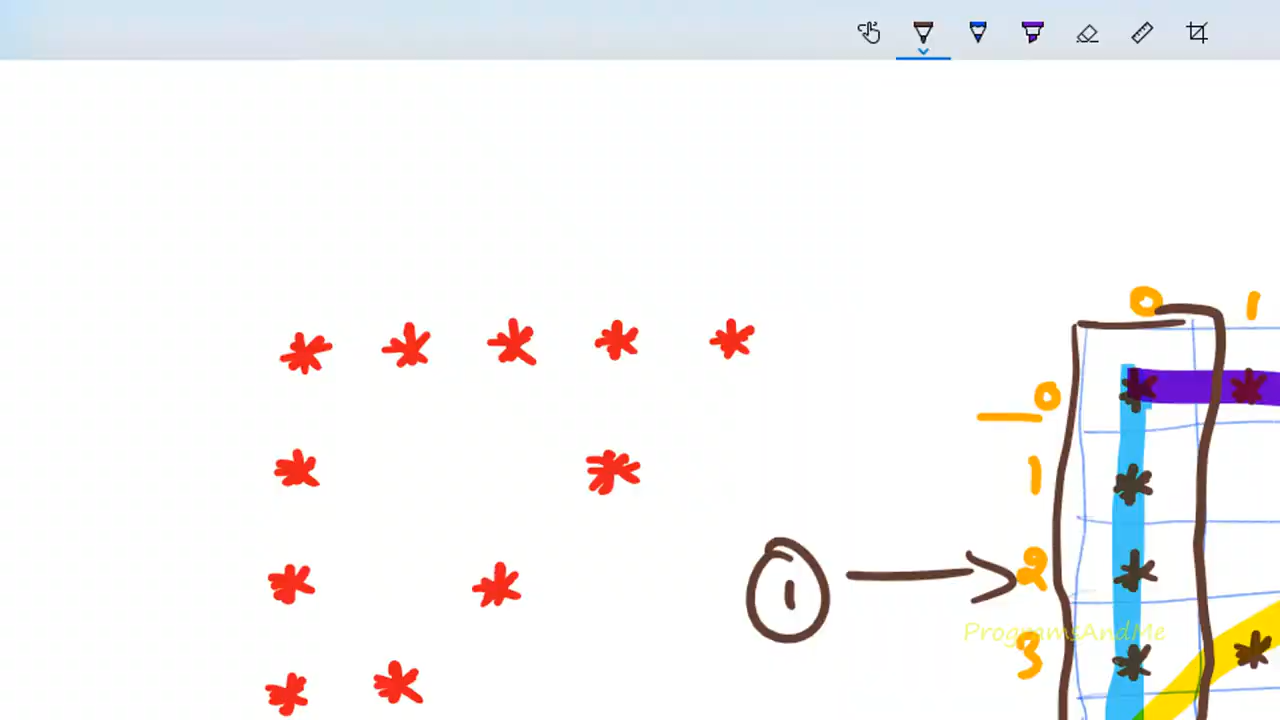 * * * * *
0 1
* 0 * *
* * 1 *
* * 1 2 *
ProgramsAndMe
* * 3 * *